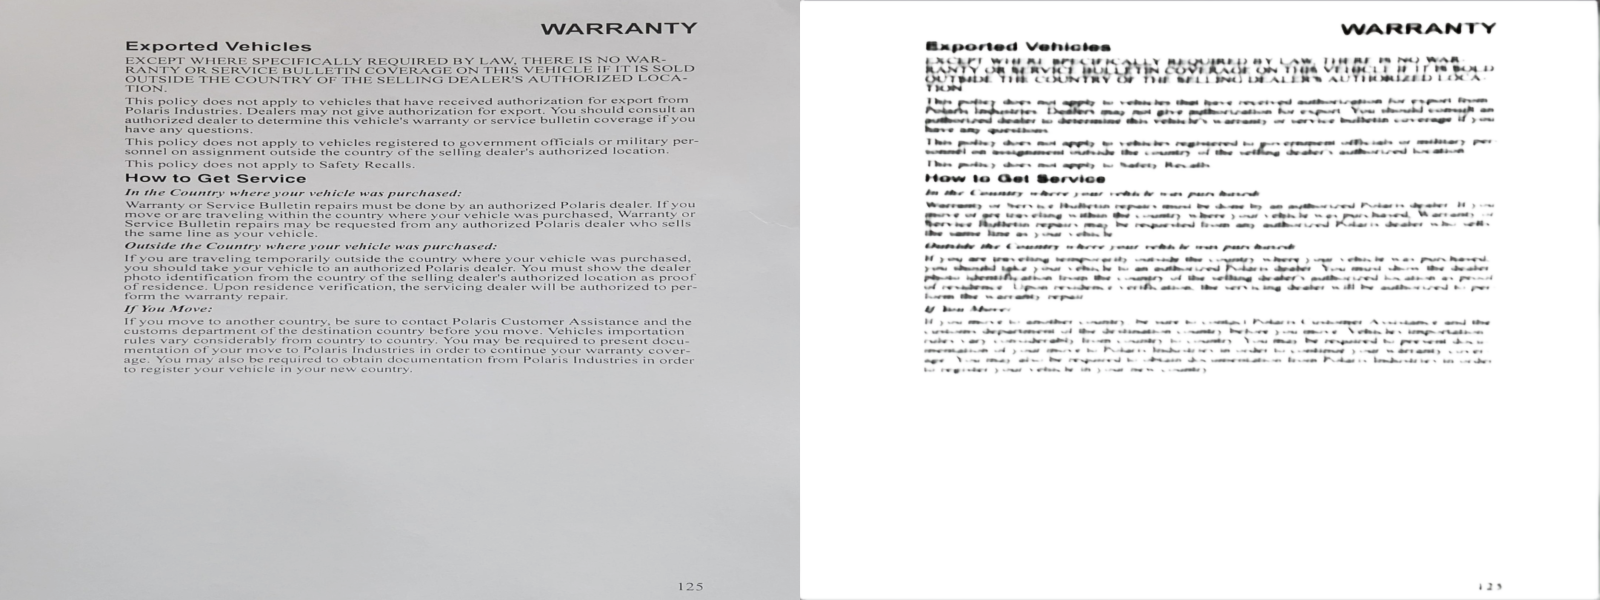 WARRANTY
Exported Vehicles
EXCEPT WHERE SPECIFICALLY REQUIRED BY LAW, THERE IS NO WAR-
RANTY OR SERVICE BULLETIN COVERAGE ON THIS VEHICLE IF IT IS SOLD
OUTSIDE THE COUNTRY OF THE SELLING DEALER'S AUTHORIZED LOCA-
TION.
This policy does not apply to vehicles that have received authorization for export from
Polaris Industries. Dealers may not give authorization for export. You should consult an
authorized dealer to determine this vehicle's warranty or service bulletin coverage if you
have any questions.
This policy does not apply to vehicles registered to government officials or military per-
sonnel on assignment outside the country of the selling dealer's authorized location.
This policy does not apply to Safety Recalls.
How to Get Service
In the Country where your vehicle was purchased:
Warranty or Service Bulletin repairs must be done by an authorized Polaris dealer. If you
move or are traveling within the country where your vehicle was purchased, Warranty or
Service Bulletin repairs may be requested from any authorized Polaris dealer who sells
the same line as your vehicle.
Outside the Country where your vehicle was purchased:
If you are traveling temporarily outside the country where your vehicle was purchased,
you should take your vehicle to an authorized Polaris dealer. You must show the dealer
photo identification from the country of the selling dealer's authorized location as proof
of residence. Upon residence verification, the servicing dealer will be authorized to per-
form the warranty repair.
If You Move:
If you move to another country, be sure to contact Polaris Customer Assistance and the
customs department of the destination country before you move. Vehicles importation
rules vary considerably from country to country. You may be required to present docu-
mentation of your move to Polaris Industries in order to continue your warranty cover-
age. You may also be required to obtain documentation from Polaris Industries in order
to register your vehicle in your new country.
125
WARRANTY
Exported Vehicles
EXCEPT WHERE SPECIFICALLY REQUIRED BY LAW, THERE IS NO WAR-
RANTY OR SERVICE BULLETIN COVERAGE ON THIS VEHICLE IF IT IS SOLD
OUTSIDE THE COUNTRY OF THE SELLING DEALER'S AUTHORIZED LOCA-
TION
This policy does not apply to vehicles that have received authorization for export from
Polaris Industries. Dealers may not give authorization for export. You should consult an
authorized dealer to determine this vehicle's warranty or service bulletin coverage if you
have any questions
This policy does not apply to vehicles registered to government officials or military per
sonnel on assignment outside the country of the selling dealer's authorized location
This policy does not apply to Safety Recalls
How to Get Service
In the Country where your vehicle was purchased:
Warranty or Service Bulletin repairs must be done by an authorized Polaris dealer. If you
move or are traveling within the country where your vehicle was purchased, Warranty or
Service Bulletin repairs may be requested from any authorized Polaris dealer who sells
the same line as your vehicle
Outside the Country where your vehicle was purchased:
If you are traveling temporarily outside the country where your vehicle was purchased,
you should take your vehicle to an authorized Polaris dealer. You must show the dealer
photo identification from the country of the selling dealer's authorized location as proof
of residence. Upon residence verification, the servicing dealer will be authorized to per
form the warranty repair
If You Move:
If you move to another country, be sure to contact Polaris Customer Assistance and the
customs department of the destination country before you move. Vehicles importation
rules vary considerably from country to country. You may be required to present docu
mentation of your move to Polaris Industries in order to continue your warranty cover
age. You may also be required to obtain documentation from Polaris Industries in order
to register your vehicle in your new country
125